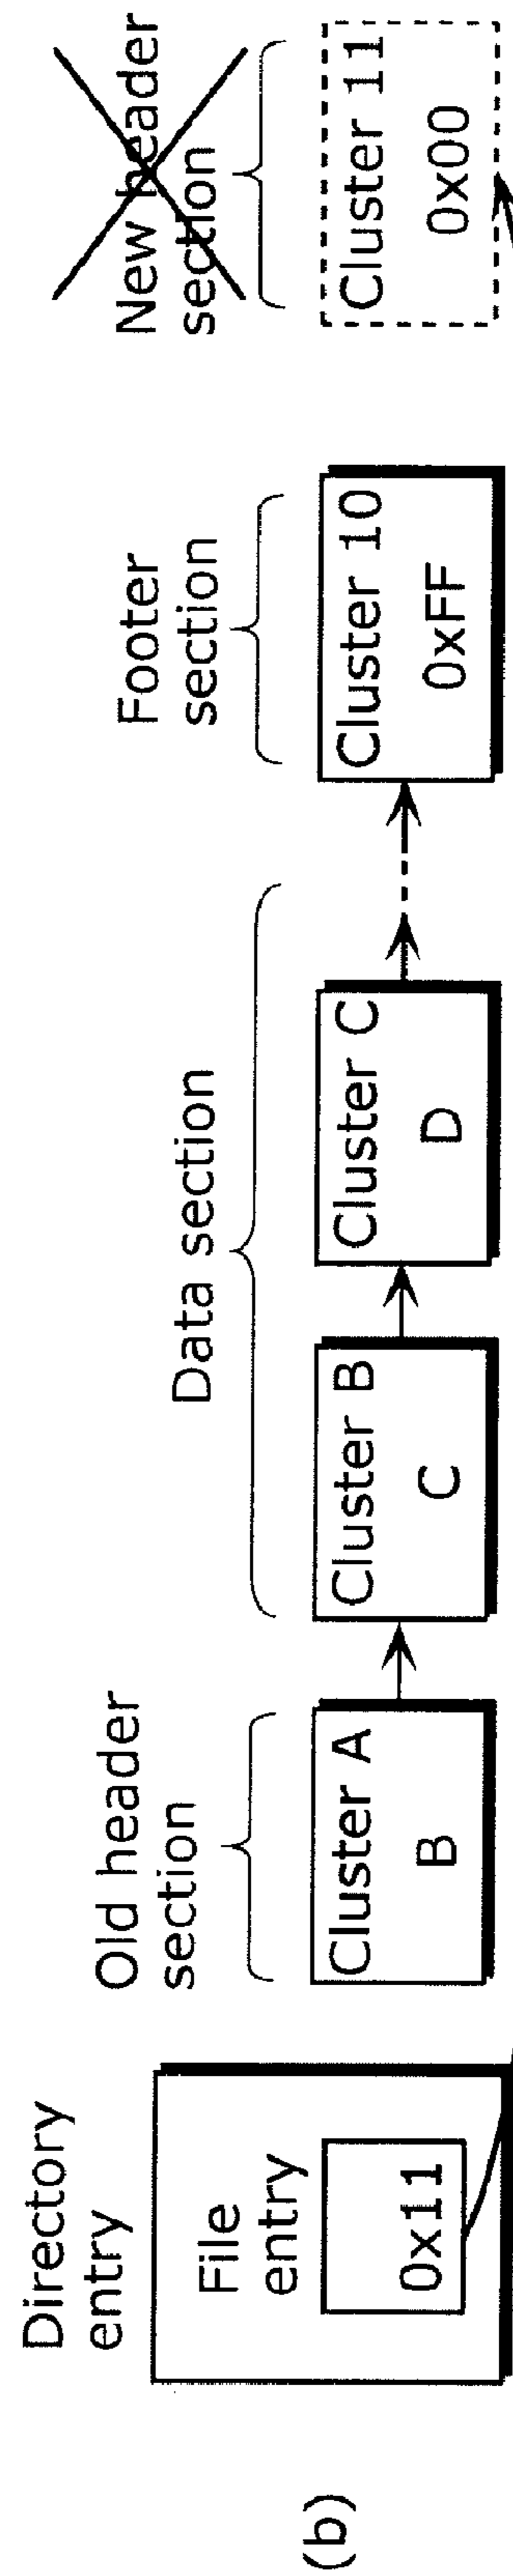 (b)
Directory
entry
File
entry
0x11
Old header
section
Cluster A
B
Data section
Cluster B
C
Cluster C
D
Footer
section
Cluster 10
0xFF
New header
section
Cluster 11
0x00